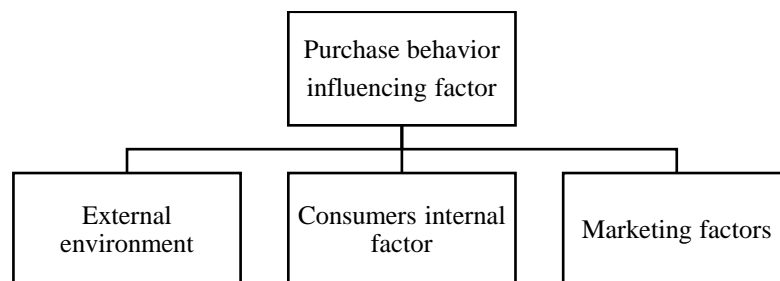 Purchase behavior
influencing factor
External
environment
Consumers internal
factor
Marketing factors